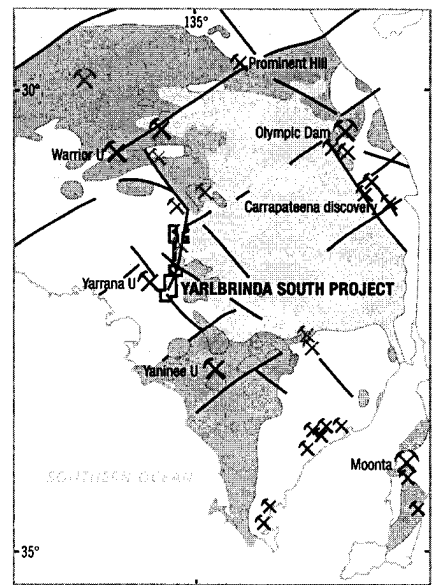 135°
Prominent Hill
30°
Olympic Dam
Warrior U
Carrapateena discovery
Yarrana U
YARLBRINDA SOUTH PROJECT
Yaninee U
Moonta
SOUTHERN OCEAN
35°